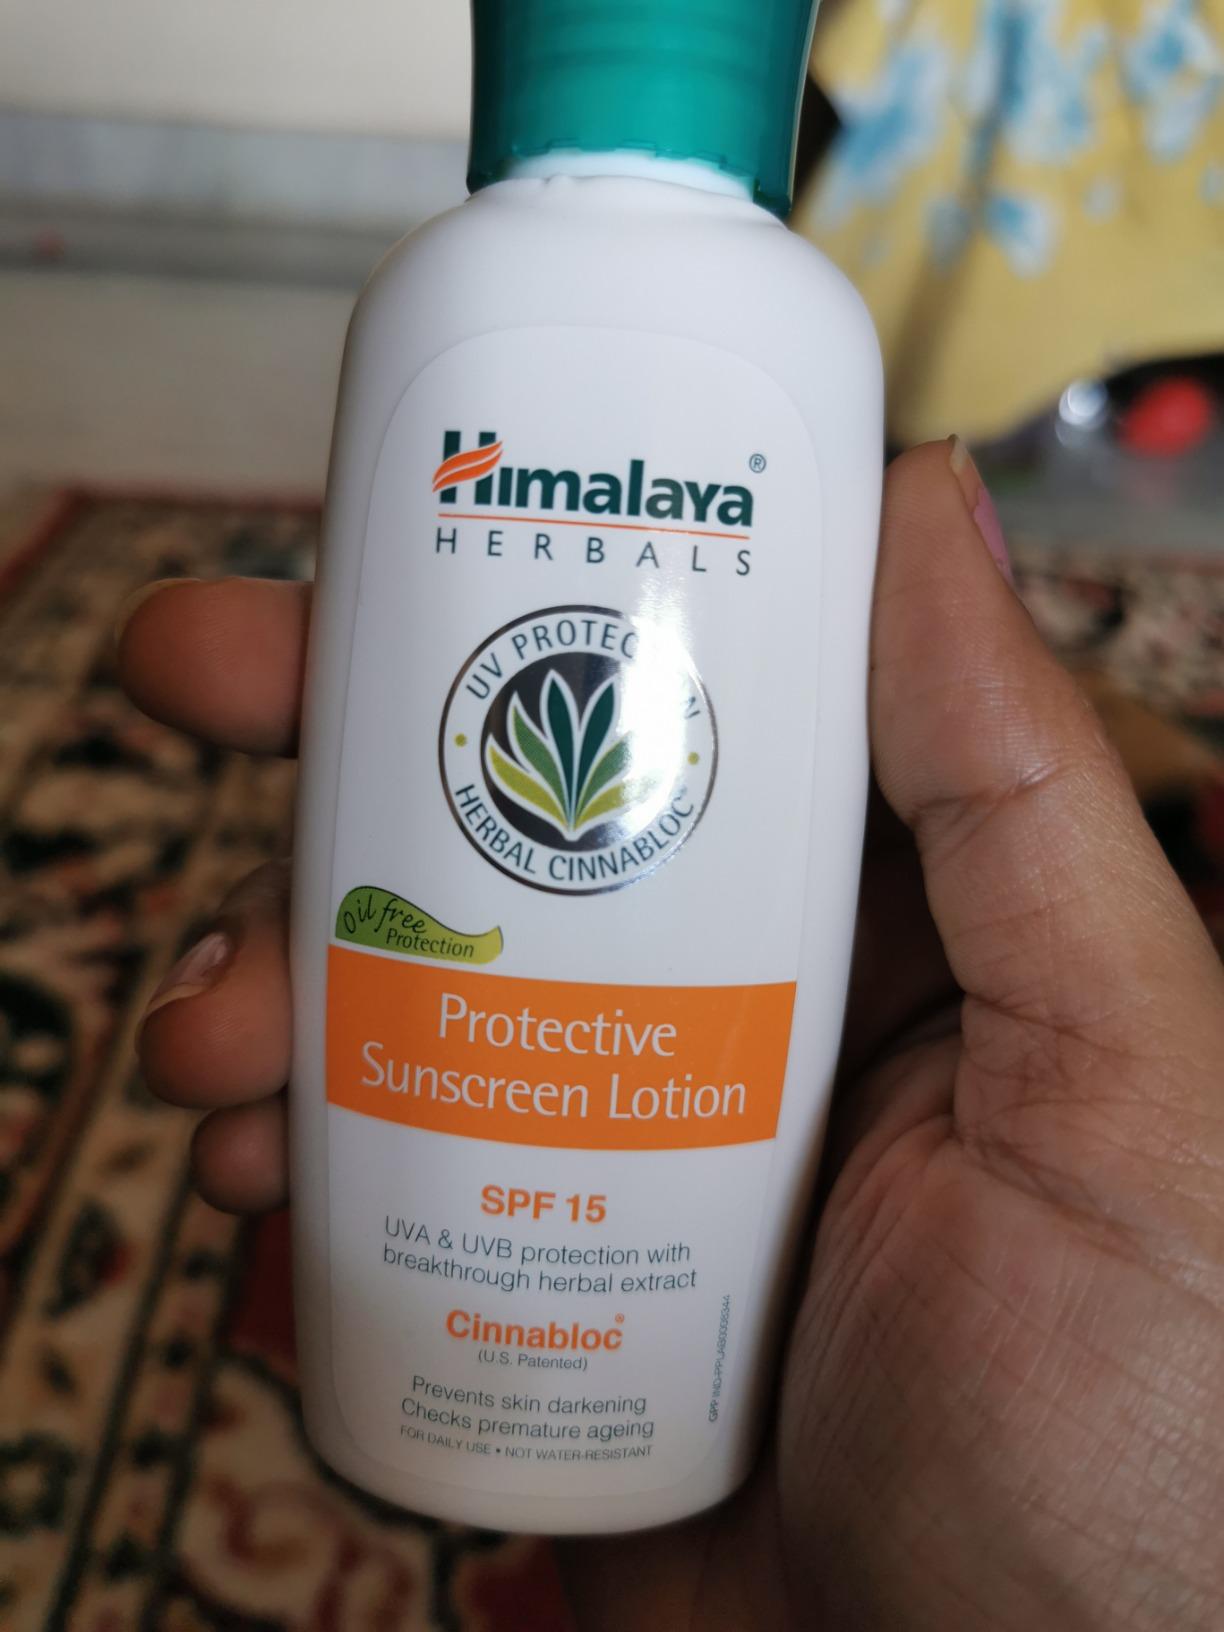 Himalaya®
HERBALS
UV PROTEC N
HERBAL CINNABLOC
Oil free
Protection
Protective
Sunscreen Lotion
SPF 15
UVA & UVB protection with
breakthrough herbal extract
Cinnabloc®
(U.S. Patented)
Prevents skin darkening
Checks premature ageing
FOR DAILY USE • NOT WATER-RESISTANT